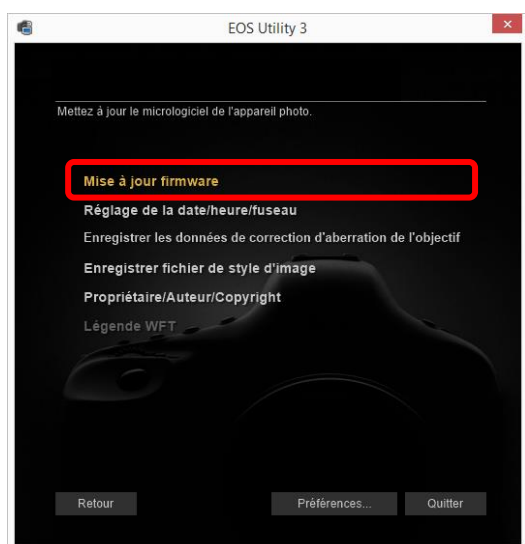 EOS Utility 3
Mettez à jour le micrologiciel de l'appareil photo.
Mise à jour firmware
Réglage de la date/heure/fuseau
Enregistrer les données de correction d'aberration de l'objectif
Enregistrer fichier de style d'image
Propriétaire/Auteur/Copyright
Légende WFT
Retour Préférences... Quitter